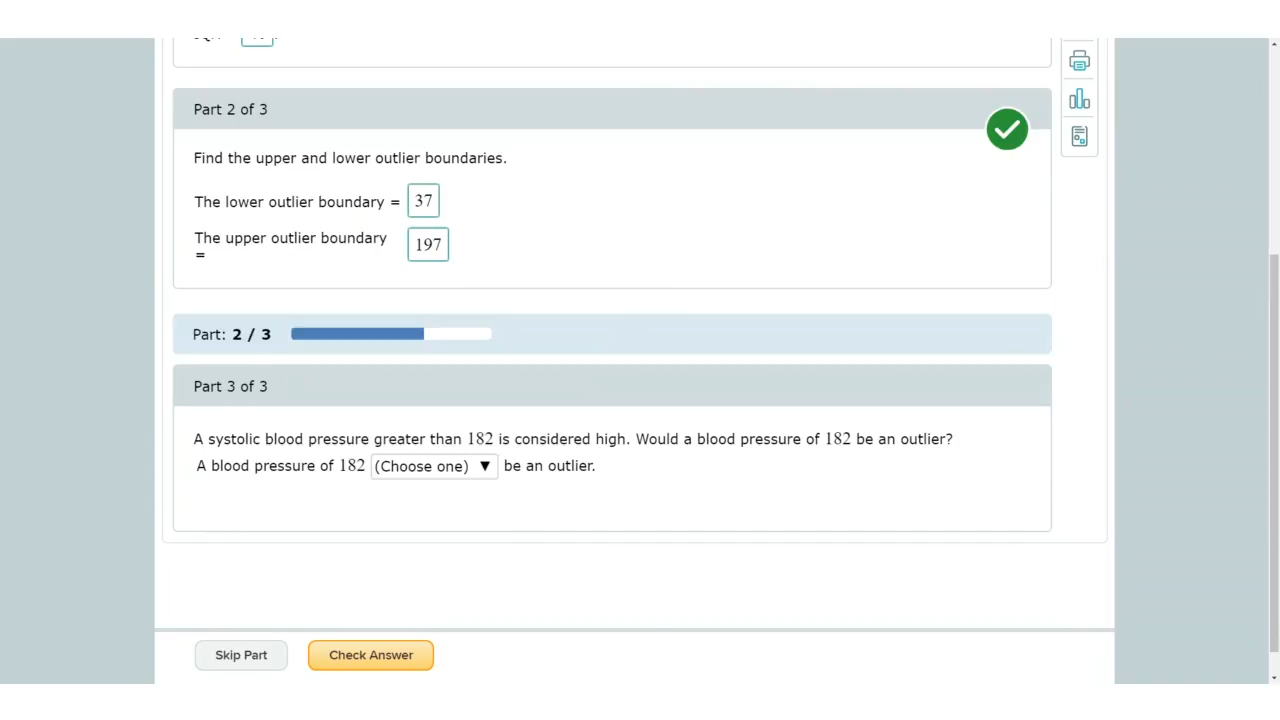 Part 2 of 3
Find the upper and lower outlier boundaries.
The lower outlier boundary = 37
The upper outlier boundary
= 197
Part: 2 / 3
Part 3 of 3
A systolic blood pressure greater than 182 is considered high. Would a blood pressure of 182 be an outlier?
A blood pressure of 182 (Choose one) ▼ be an outlier.
Skip Part
Check Answer